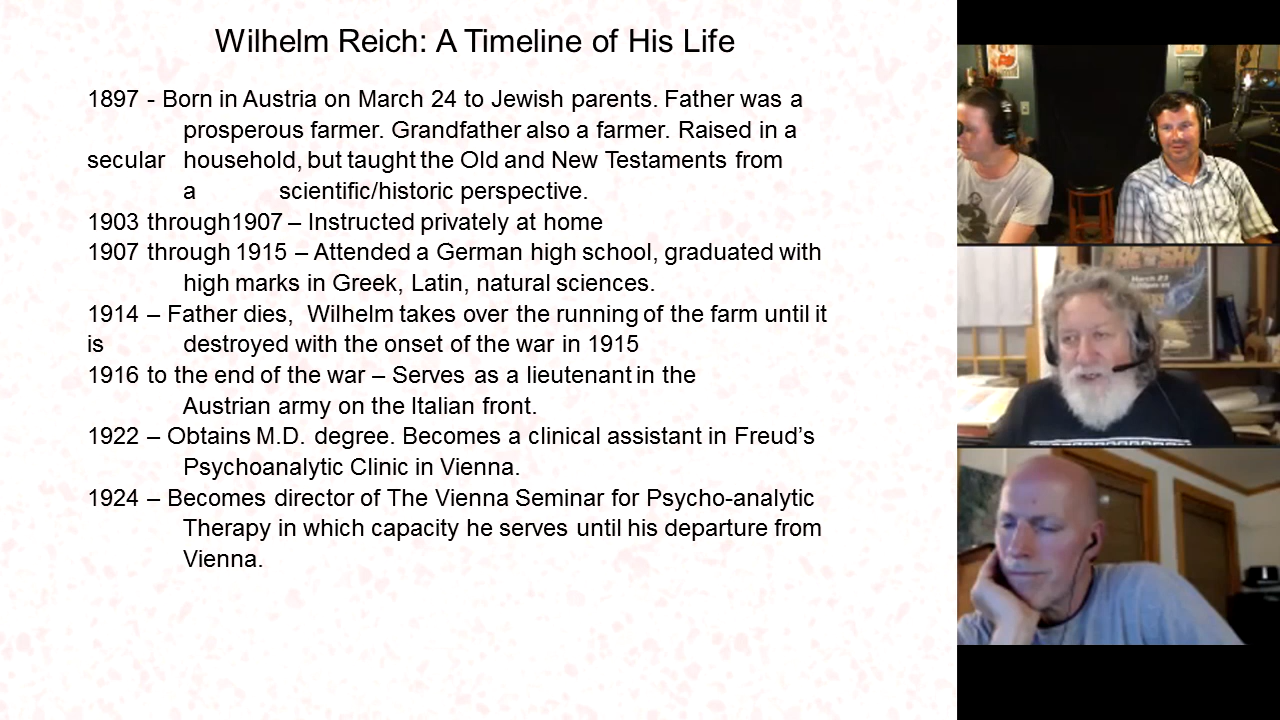 Wilhelm Reich: A Timeline of His Life
1897 - Born in Austria on March 24 to Jewish parents. Father was a
prosperous farmer. Grandfather also a farmer. Raised in a
secular household, but taught the Old and New Testaments from
a scientific/historic perspective.
1903 through1907 – Instructed privately at home
1907 through 1915 – Attended a German high school, graduated with
high marks in Greek, Latin, natural sciences.
1914 – Father dies, Wilhelm takes over the running of the farm until it
is destroyed with the onset of the war in 1915
1916 to the end of the war – Serves as a lieutenant in the
Austrian army on the Italian front.
1922 – Obtains M.D. degree. Becomes a clinical assistant in Freud’s
Psychoanalytic Clinic in Vienna.
1924 – Becomes director of The Vienna Seminar for Psycho-analytic
Therapy in which capacity he serves until his departure from
Vienna.
March 23